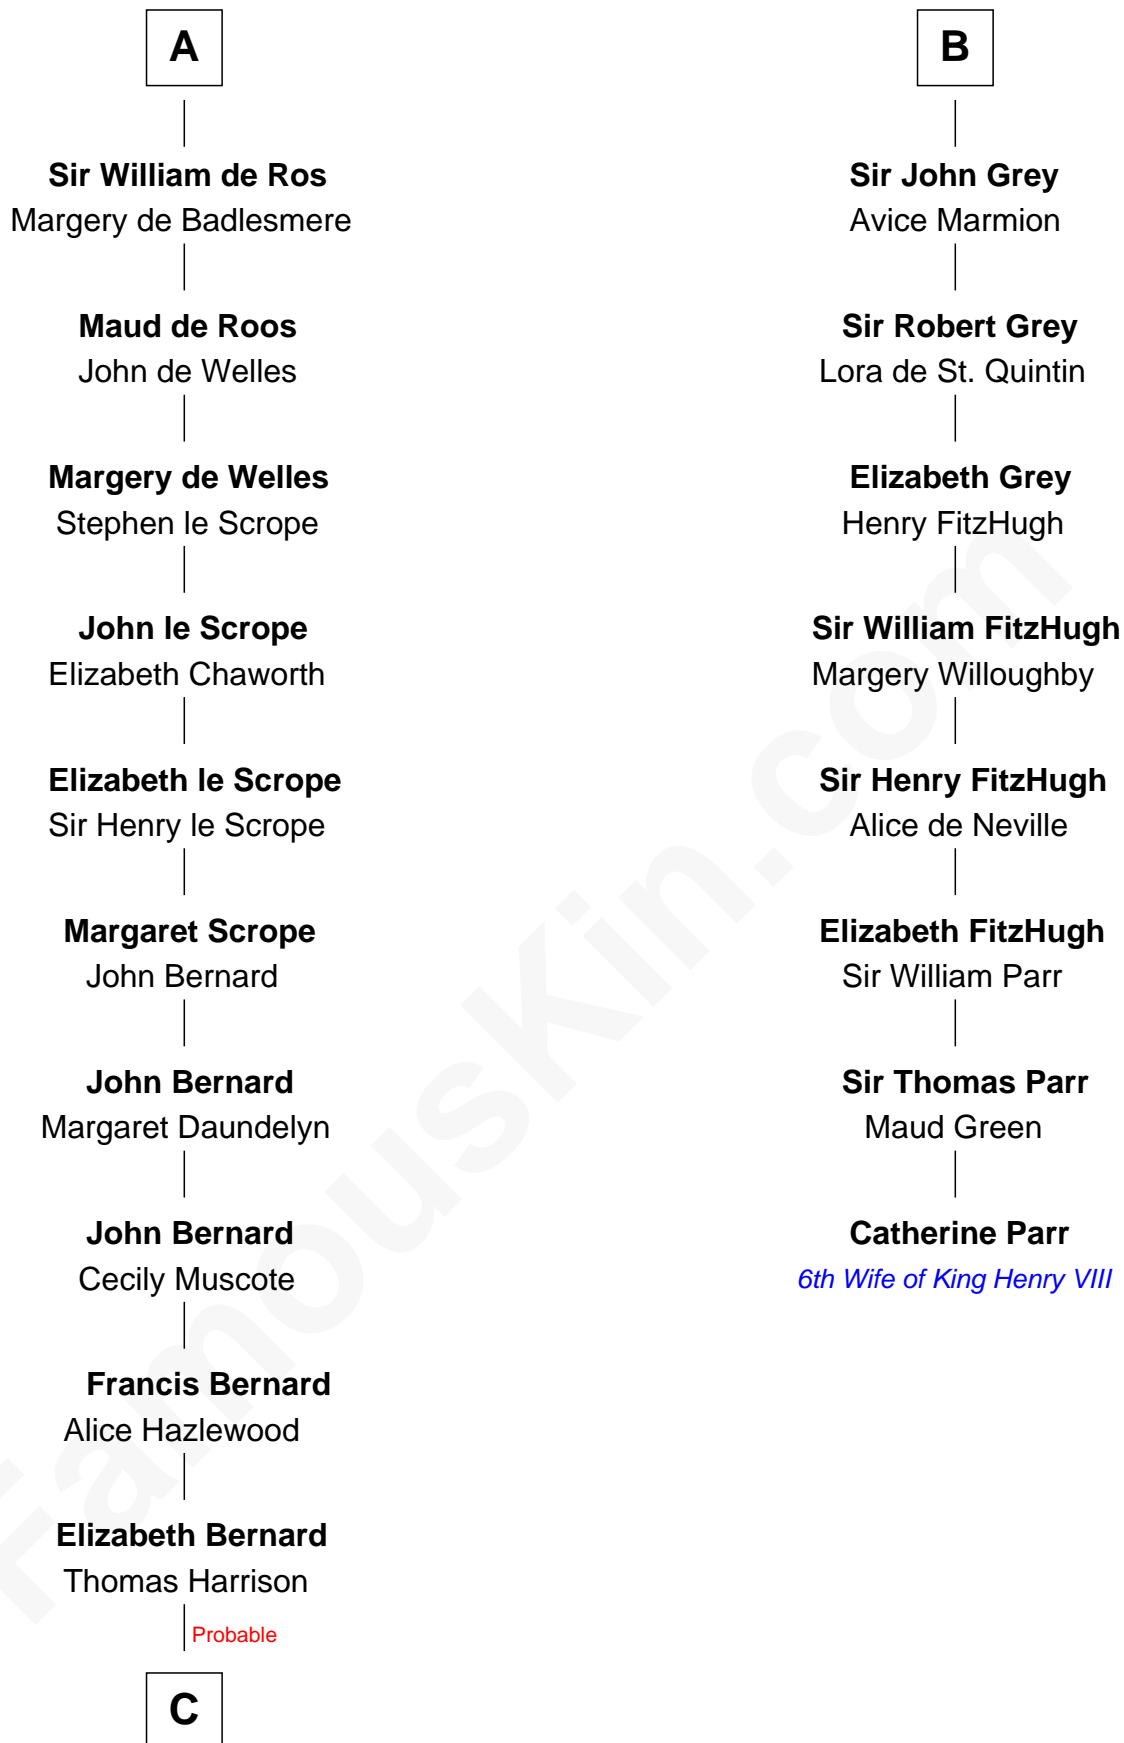 A
Sir William de Ros
Margery de Badlesmere
Maud de Roos
John de Welles
Margery de Welles
Stephen le Scrope
John le Scrope
Elizabeth Chaworth
Elizabeth le Scrope
Sir Henry le Scrope
Margaret Scrope
John Bernard
John Bernard
Margaret Daundelyn
John Bernard
Cecily Muscote
Francis Bernard
Alice Hazlewood
Elizabeth Bernard
Thomas Harrison
Probable
C
B
Sir John Grey
Avice Marmion
Sir Robert Grey
Lora de St. Quintin
Elizabeth Grey
Henry FitzHugh
Sir William FitzHugh
Margery Willoughby
Sir Henry FitzHugh
Alice de Neville
Elizabeth FitzHugh
Sir William Parr
Sir Thomas Parr
Maud Green
Catherine Parr
6th Wife of King Henry VIII
FamousKin.com